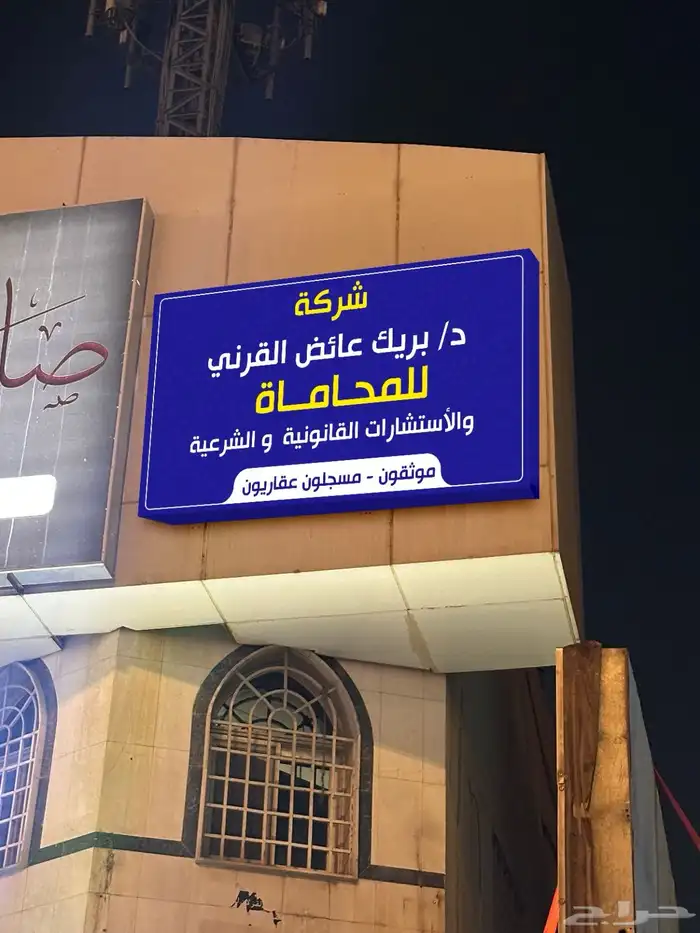 شركة
د/ بريك عائض القرني
للمحاماة
والأستشارات القانونية و الشرعية
موثقون - مسجلون عقاريون
حراج